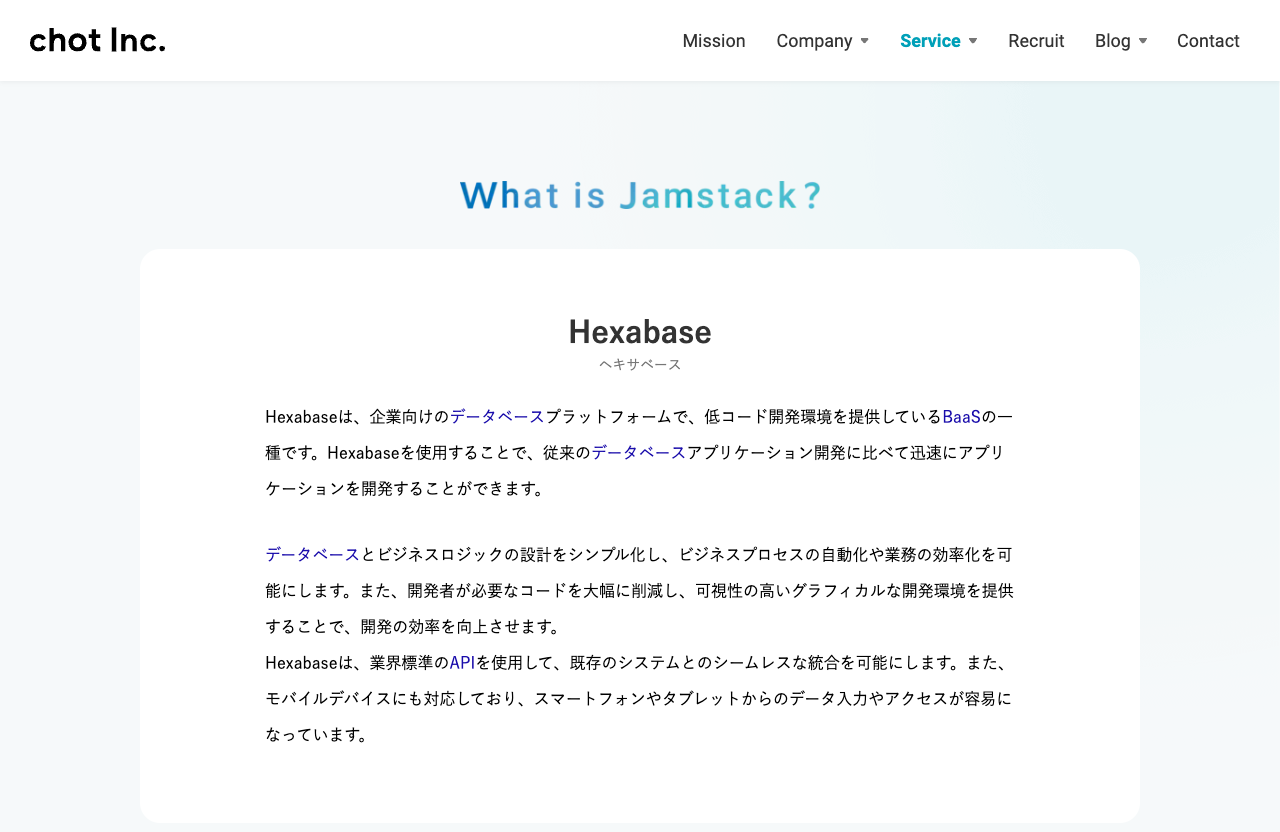 chot Inc.
Mission Company Service Recruit Blog Contact
What is Jamstack?
Hexabase
ヘキサベース
Hexabaseは、企業向けのデータベースプラットフォームで、低コード開発環境を提供しているBaaSの一
種です。Hexabaseを使用することで、従来のデータベースアプリケーション開発に比べて迅速にアプリ
ケーションを開発することができます。
データベースとビジネスロジックの設計をシンプル化し、ビジネスプロセスの自動化や業務の効率化を可
能にします。また、開発者が必要なコードを大幅に削減し、可視性の高いグラフィカルな開発環境を提供
することで、開発の効率を向上させます。
Hexabaseは、業界標準のAPIを使用して、既存のシステムとのシームレスな統合を可能にします。また、
モバイルデバイスにも対応しており、スマートフォンやタブレットからのデータ入力やアクセスが容易に
なっています。